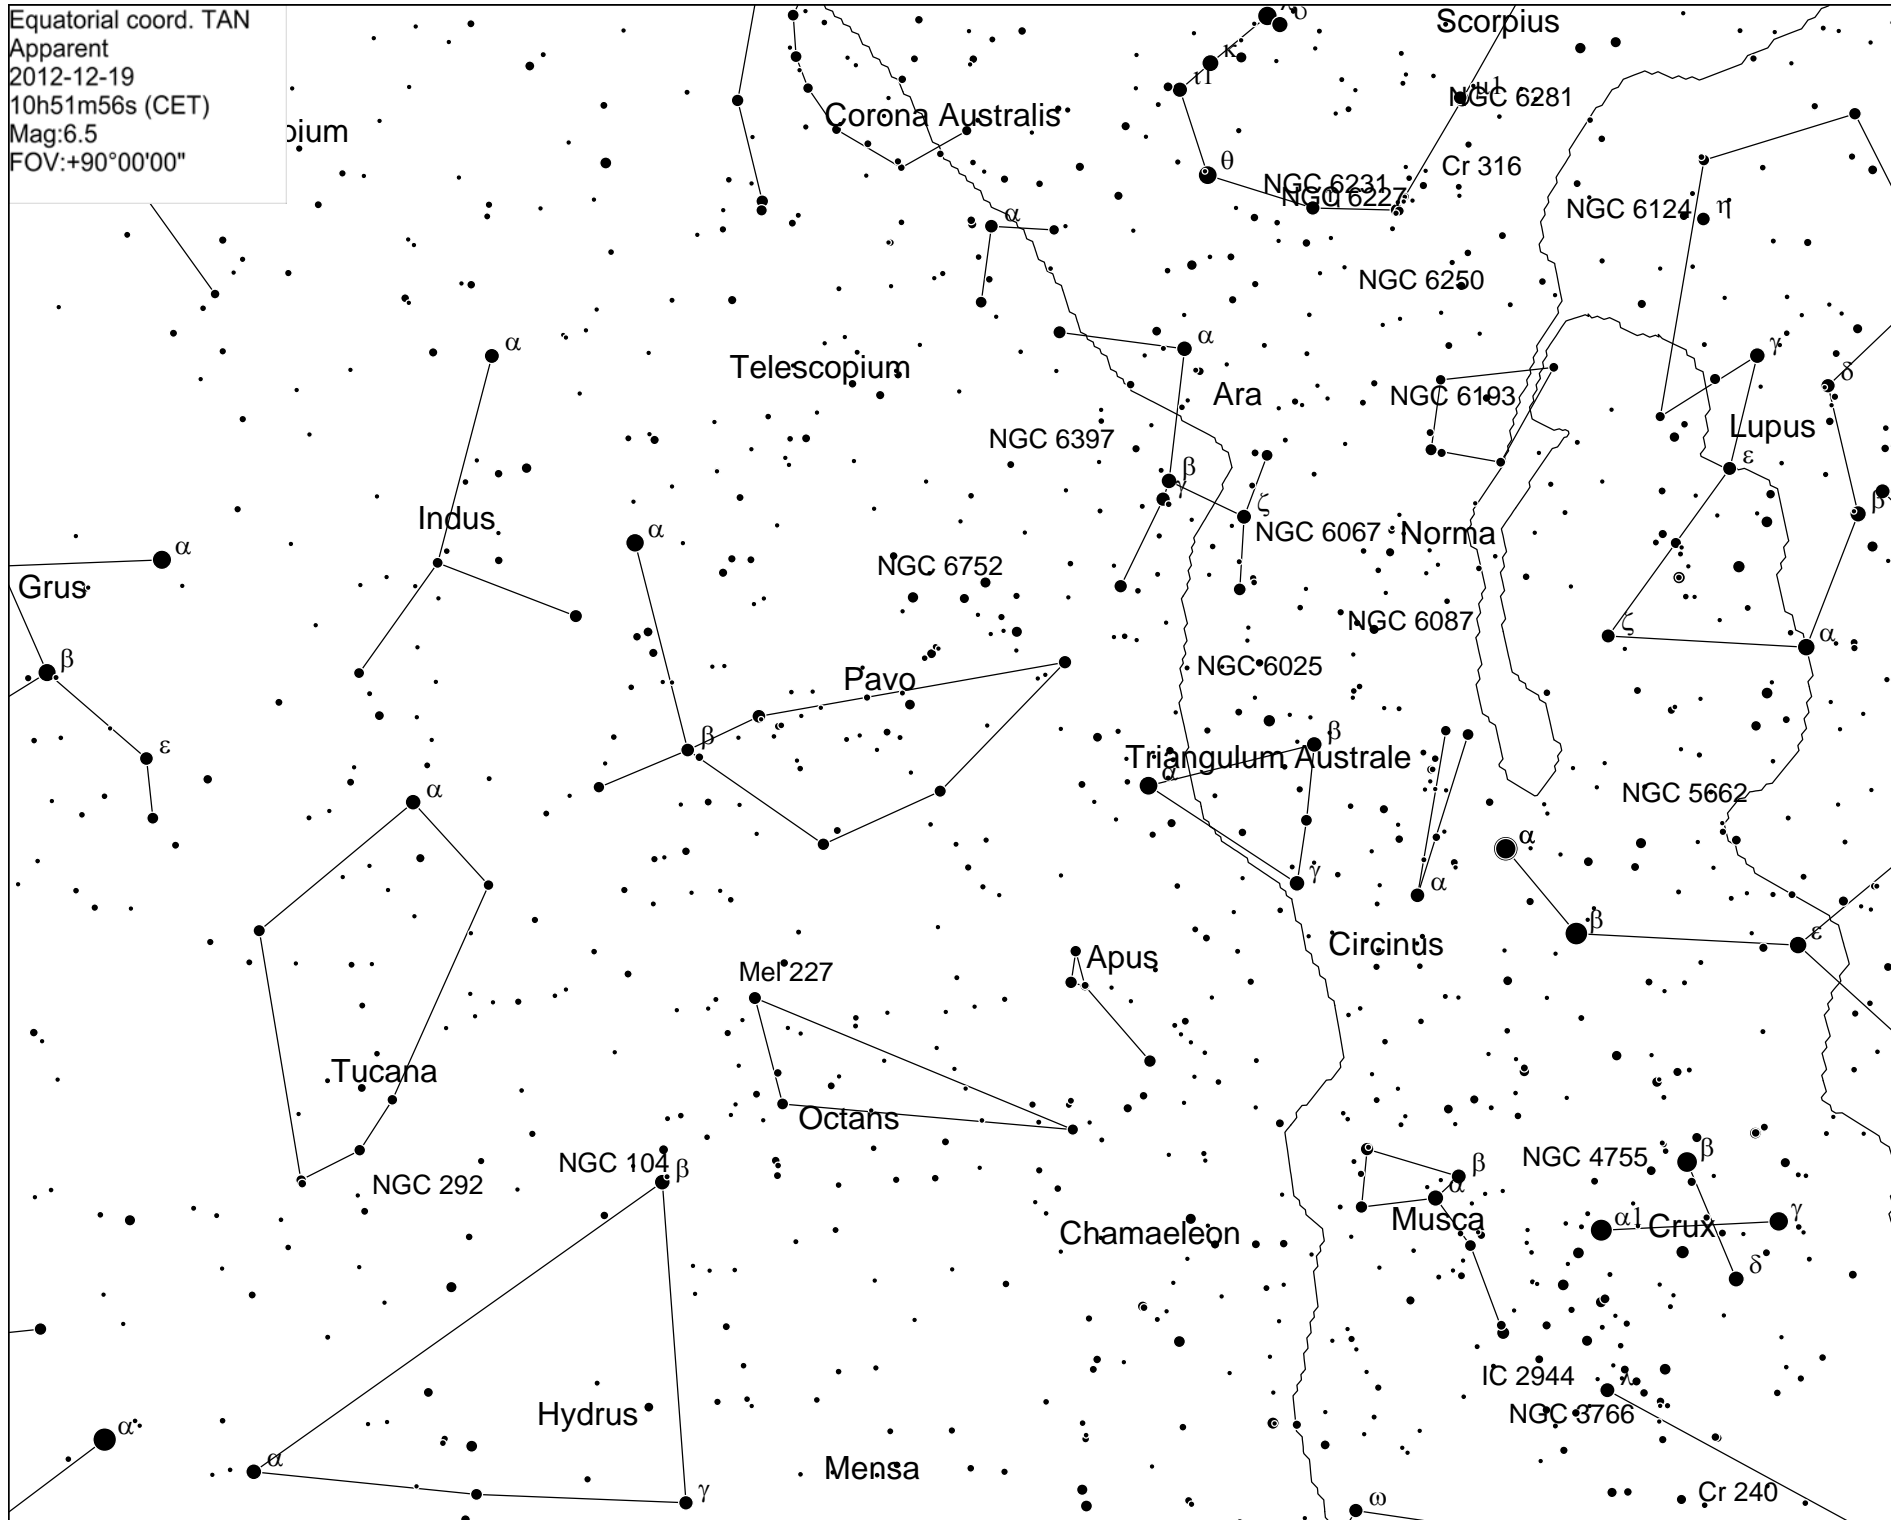 Equatorial coord. TAN
Apparent
2012-12-19
10h51m56s (CET)
Mag:6.5
FOV:+90°00'00"
υ
Scorpius
κ
ι1
μ1
NGC 6281
Corona Australis
θ
Cr 316
NGC 6231
NGC 6227
η
NGC 6124
η
α
NGC 6250
α
α
γ
δ
Telescopium
Ara
NGC 6193
Lupus
NGC 6397
β
γ
ε
ζ
β
Indus
α
NGC 6067
Norma
α
NGC 6752
Grus
NGC 6087
ζ
α
β
NGC 6025
Pavo
ε
β
β
Triangulum Australe
α
α
NGC 5662
α
γ
α
β
ε
Circinus
Apus
Mel 227
Tucana
Octans
NGC 104
β
NGC 292
β
α
NGC 4755
β
Musca
α1
Crux
γ
Chamaeleon
δ
IC 2944
λ
NGC 3766
Hydrus
α
α
Mensa
γ
ω
Cr 240